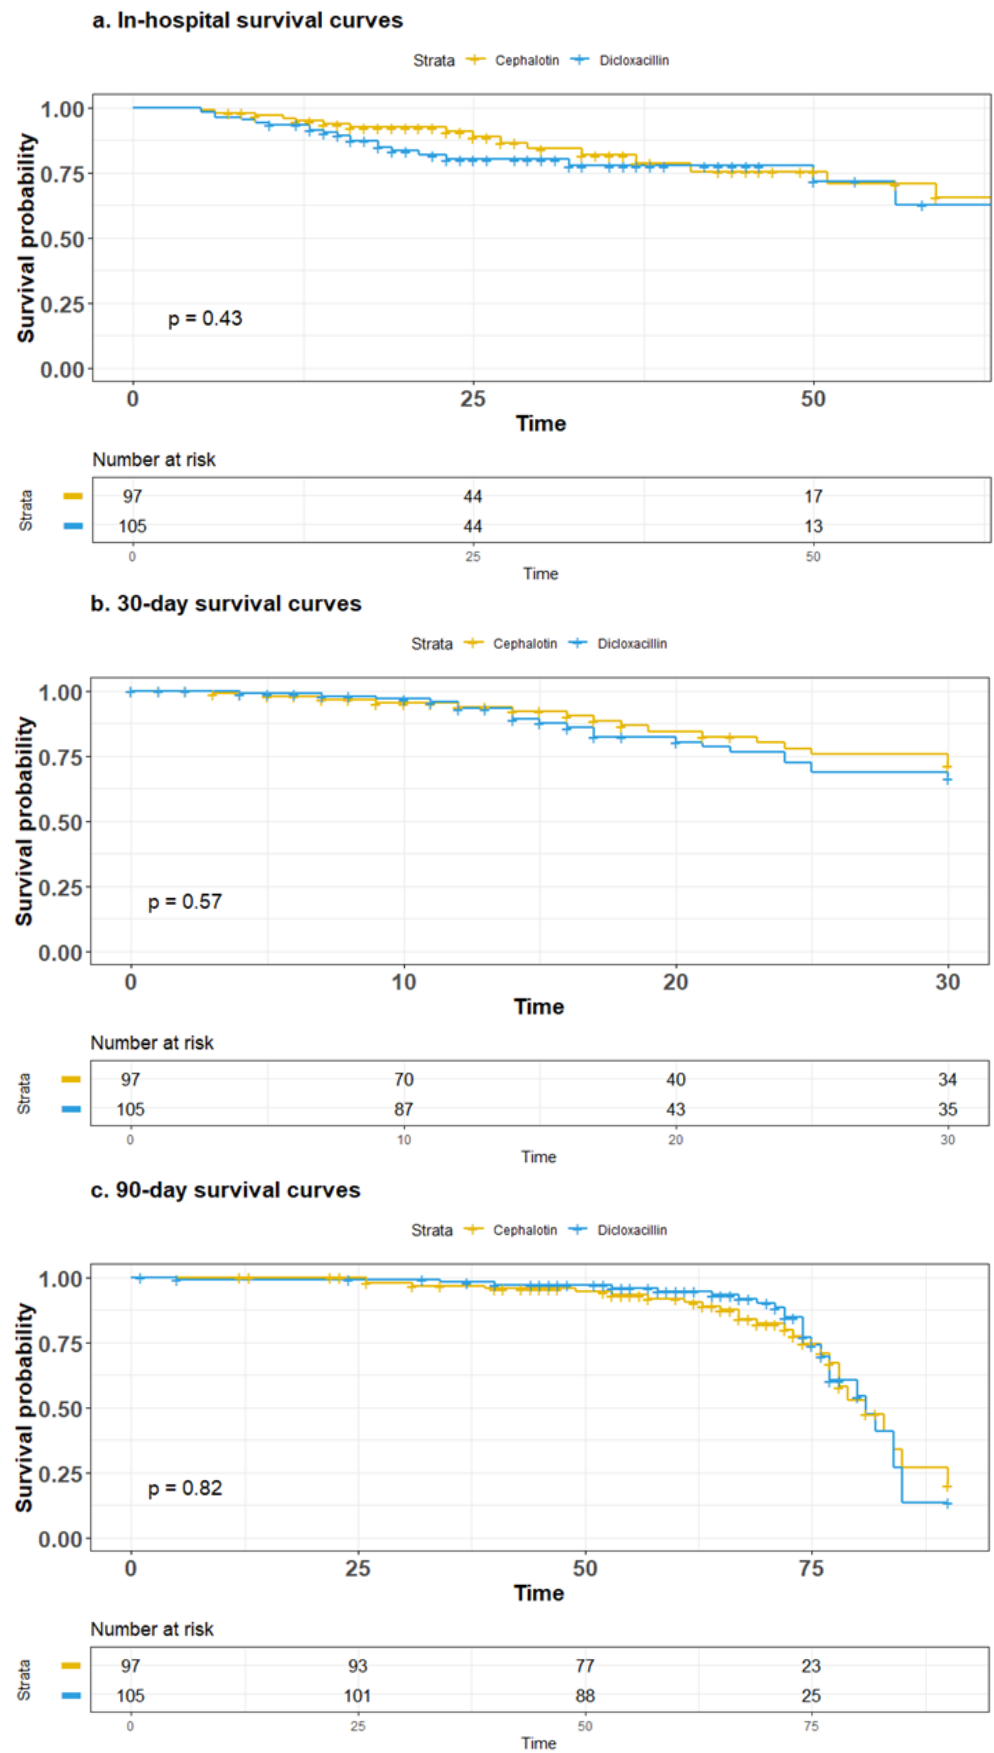 a. In-hospital survival curves
Strata Cephalotin Dicloxacillin
Survival probability
1.00
0.75
0.50
0.25
0.00
p = 0.43
0 25 50
Time
Number at risk
Strata
97 44 17
105 44 13
0 25 50
Time
b. 30-day survival curves
Strata Cephalotin Dicloxacillin
Survival probability
1.00
0.75
0.50
0.25
0.00
p = 0.57
0 10 20 30
Time
Number at risk
Strata
97 70 40 34
105 87 43 35
0 10 20 30
Time
c. 90-day survival curves
Strata Cephalotin Dicloxacillin
Survival probability
1.00
0.75
0.50
0.25
0.00
p = 0.82
0 25 50 75
Time
Number at risk
Strata
97 93 77 23
105 101 88 25
0 25 50 75
Time